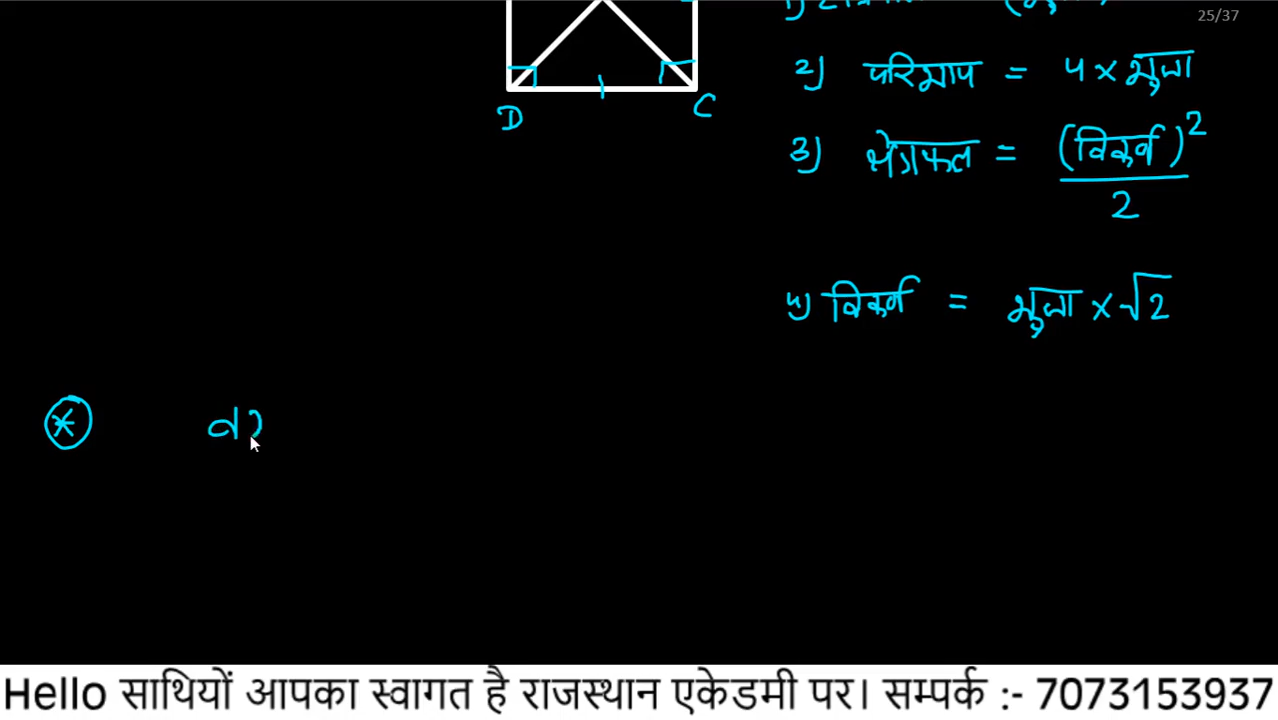 25/37
2) परिमाप = 4 × भुजा
D C
3) क्षेत्रफल = (विकर्ण)² / 2
4) विकर्ण = भुजा × √2
Hello साथियों आपका स्वागत है राजस्थान एकेडमी पर। सम्पर्क :- 7073153937